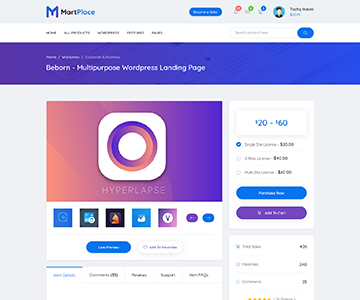 MartPlace
Become a Seller
HOME ALL PRODUCTS WORDPRESS FEATURES PAGES
Search product here...
Home / Wordpress / Corporate & Business
Beborn - Multipurpose Wordpress Landing Page
HYPERLAPSE
$20 - $60
Single Site License - $20.00
2 Sites License - $40.00
Multi Site License - $60.00
Purchase Now
Add To Cart
Live Preview
Add To Favorites
Total Sales 426
Favorites 240
Comments 35
Item Details Comments (35) Reviews Support Item FAQs